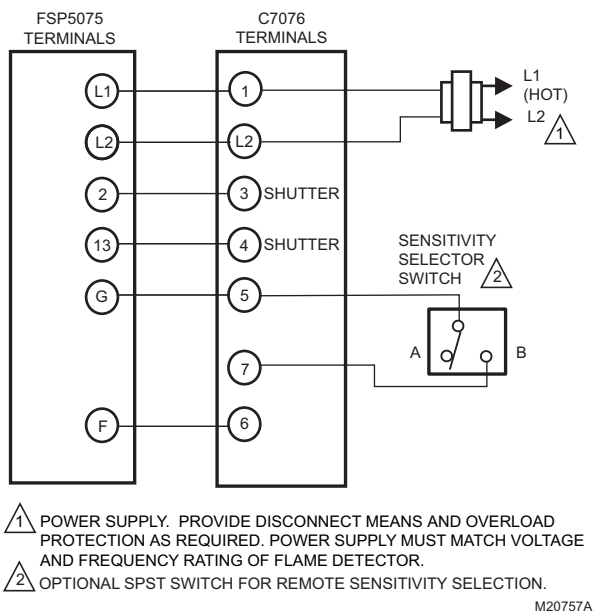 FSP5075
TERMINALS
C7076
TERMINALS
L1
1
L1
(HOT)
L2
L2
L2
1
2
3
SHUTTER
13
4
SHUTTER
SENSITIVITY
SELECTOR
SWITCH
2
G
5
A
B
7
F
6
1
POWER SUPPLY. PROVIDE DISCONNECT MEANS AND OVERLOAD
PROTECTION AS REQUIRED. POWER SUPPLY MUST MATCH VOLTAGE
AND FREQUENCY RATING OF FLAME DETECTOR.
2
OPTIONAL SPST SWITCH FOR REMOTE SENSITIVITY SELECTION.
M20757A